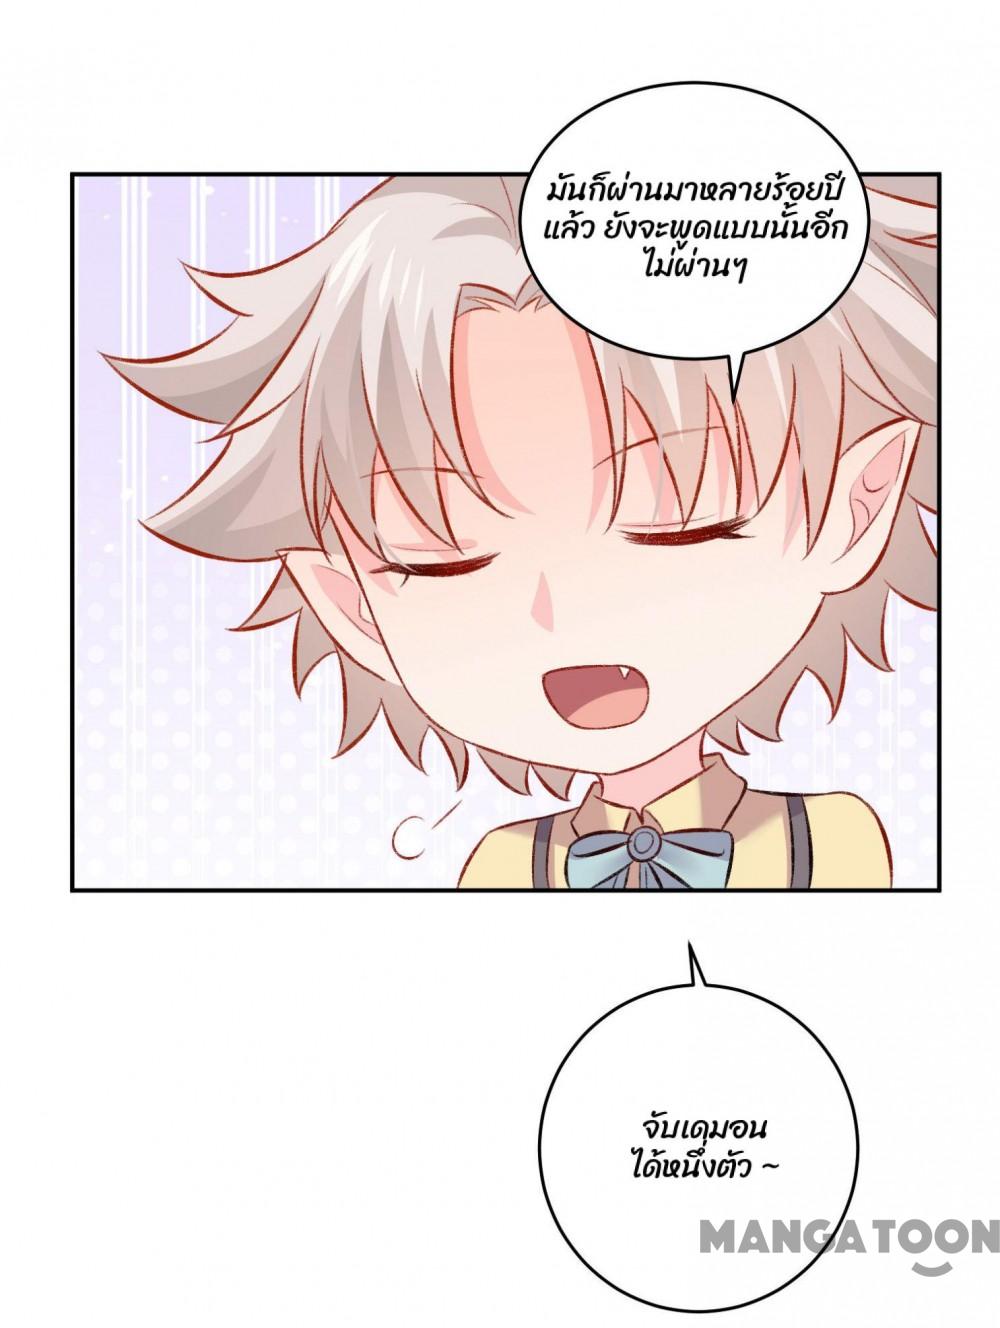 มันก็ผ่านมาหลายร้อยปี
แล้ว ยังจะพูดแบบนั้นอีก
ไม่ผ่านๆ
จับเดมอน
ได้หนึ่งตัว ~
MANGATOON